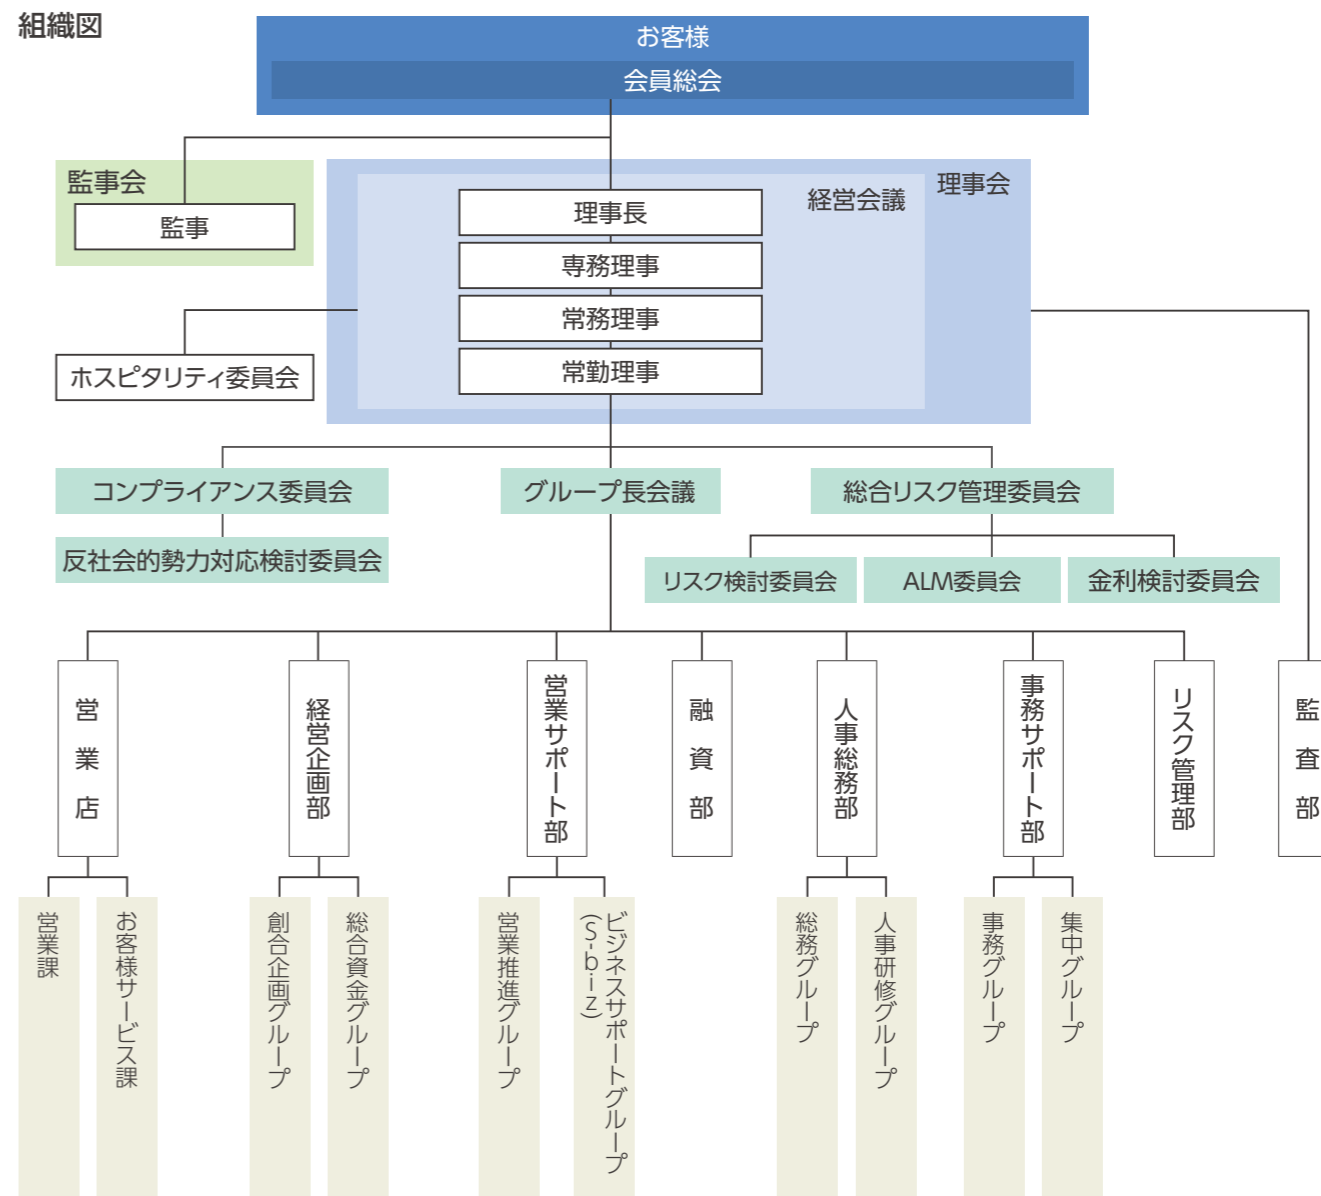 組織図
お客様
会員総会
監事会
監事
理事会
経営会議
理事長
専務理事
常務理事
常勤理事
ホスピタリティ委員会
コンプライアンス委員会
グループ長会議
総合リスク管理委員会
反社会的勢力対応検討委員会
リスク検討委員会
ALM委員会
金利検討委員会
営業店
経営企画部
営業サポート部
融資部
人事総務部
事務サポート部
リスク管理部
監査部
営業課
お客様サービス課
創合企画グループ
総合資金グループ
営業推進グループ
ビジネスサポートグループ
(S-biz)
総務グループ
人事研修グループ
事務グループ
集中グループ